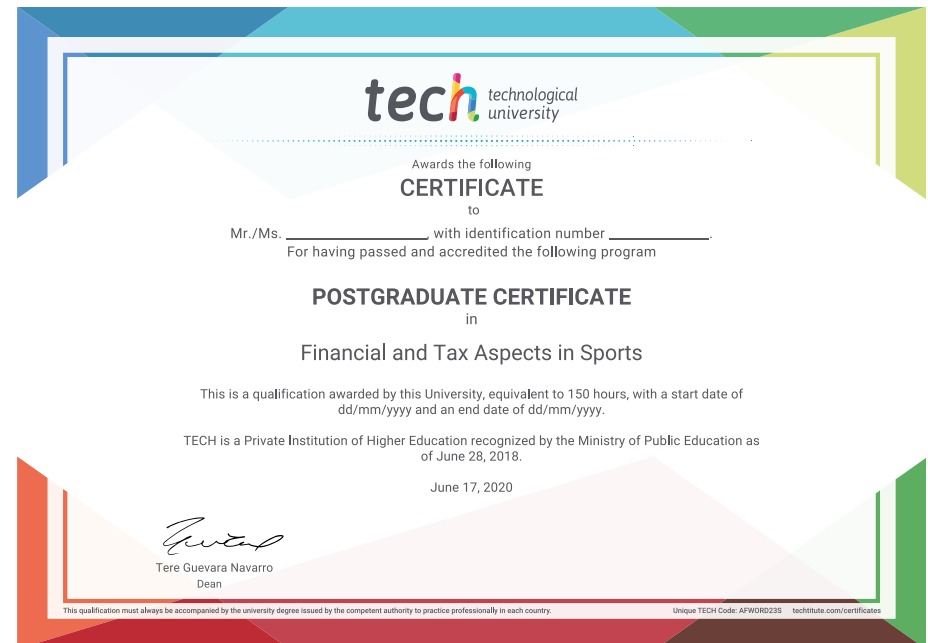 tech technological
university
Awards the following
CERTIFICATE
to
Mr./Ms. ____________________, with identification number ______________.
For having passed and accredited the following program
POSTGRADUATE CERTIFICATE
in
Financial and Tax Aspects in Sports
This is a qualification awarded by this University, equivalent to 150 hours, with a start date of
dd/mm/yyyy and an end date of dd/mm/yyyy.
TECH is a Private Institution of Higher Education recognized by the Ministry of Public Education as
of June 28, 2018.
June 17, 2020
Tere Guevara Navarro
Dean
This qualification must always be accompanied by the university degree issued by the competent authority to practice professionally in each country. Unique TECH Code: AFWORD23S techtitute.com/certificates